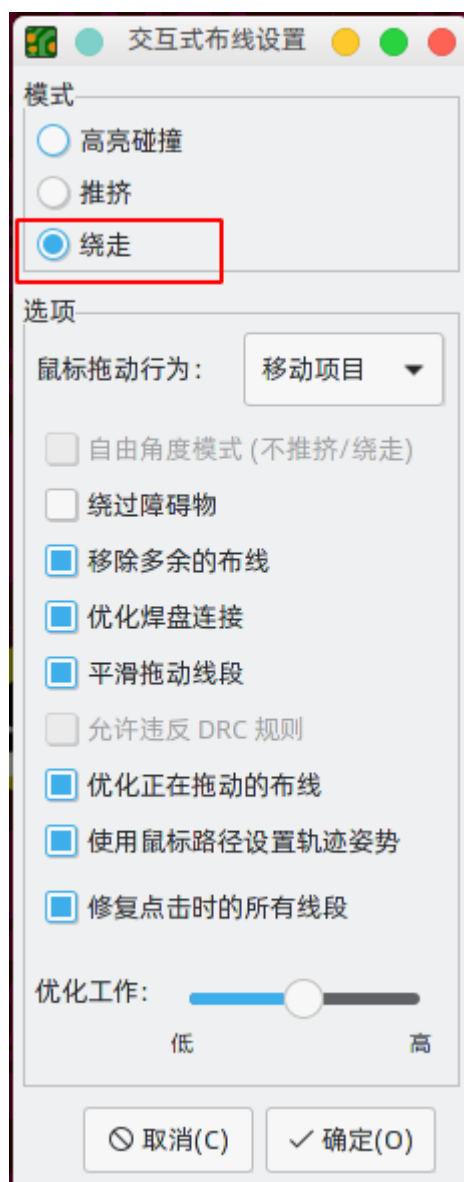 交互式布线设置
模式
高亮碰撞
推挤
绕走
选项
鼠标拖动行为: 移动项目
自由角度模式 (不推挤/绕走)
绕过障碍物
移除多余的布线
优化焊盘连接
平滑拖动线段
允许违反 DRC 规则
优化正在拖动的布线
使用鼠标路径设置轨迹姿势
修复点击时的所有线段
优化工作:
低 高
取消(C) 确定(O)